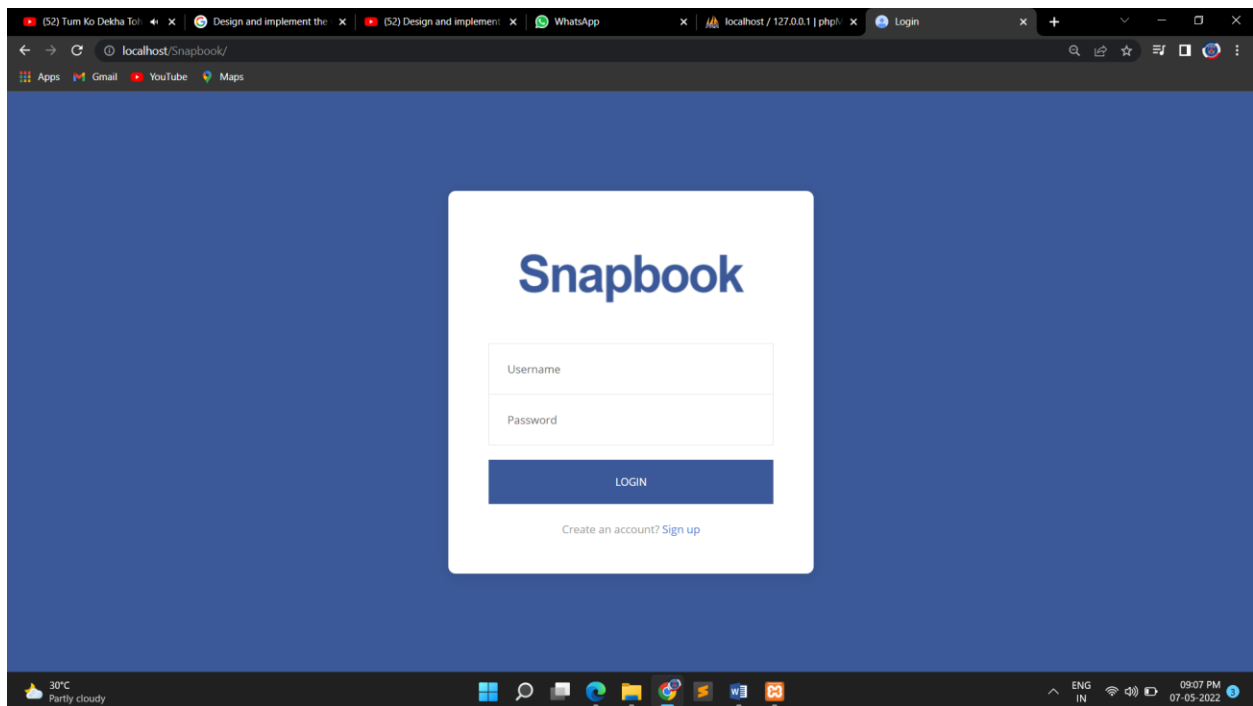 (52) Tum Ko Dekha Toh
Design and implement the
(52) Design and implement
WhatsApp
localhost / 127.0.0.1 | phpM
Login
localhost/Snapbook/
Apps
Gmail
YouTube
Maps
Snapbook
Username
Password
LOGIN
Create an account? Sign up
30°C
Partly cloudy
ENG
IN
09:07 PM
07-05-2022
3